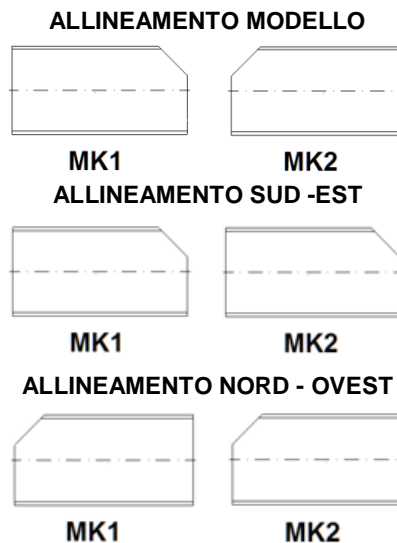 ALLINEAMENTO MODELLO
MK1 MK2
ALLINEAMENTO SUD -EST
MK1 MK2
ALLINEAMENTO NORD - OVEST
MK1 MK2